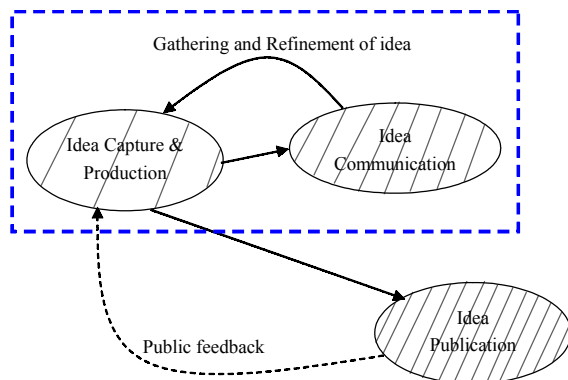 Gathering and Refinement of idea
Idea Capture &
Production
Idea
Communication
Idea
Publication
Public feedback